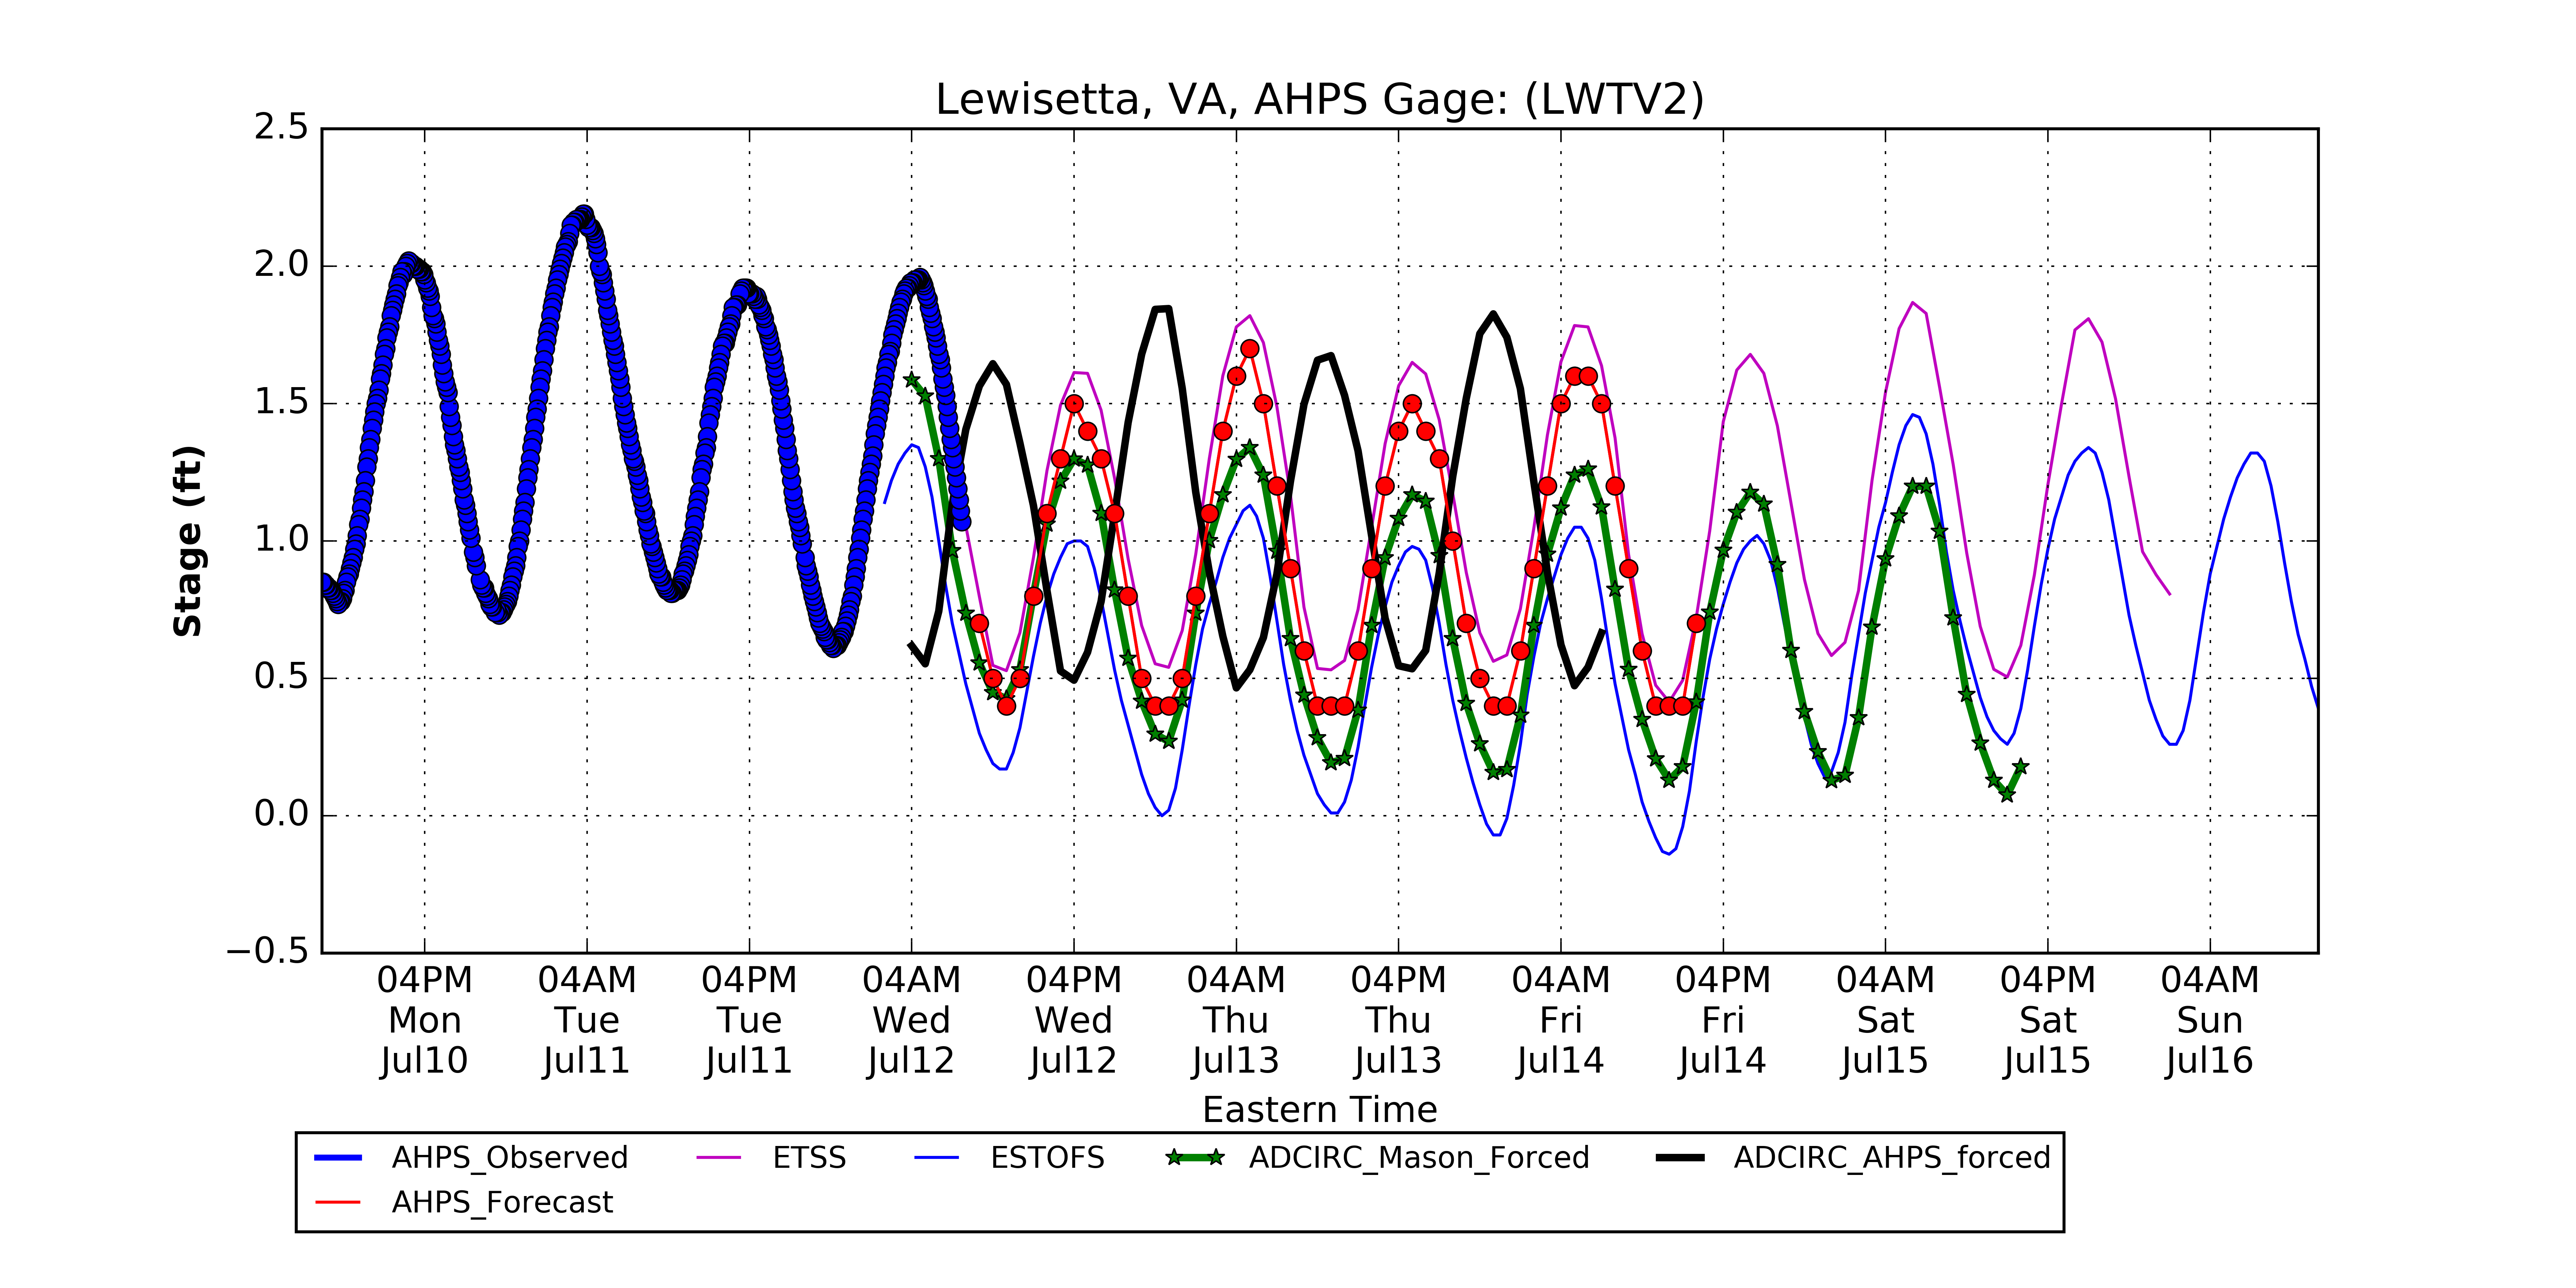 Lewisetta, VA, AHPS Gage: (LWTV2)
2.5
2.0
1.5
1.0
0.5
0.0
−0.5
Stage (ft)
04PM 04AM 04PM 04AM 04PM 04AM 04PM 04AM 04PM 04AM 04PM 04AM
Mon Tue Tue Wed Wed Thu Thu Fri Fri Sat Sat Sun
Jul10 Jul11 Jul11 Jul12 Jul12 Jul13 Jul13 Jul14 Jul14 Jul15 Jul15 Jul16
Eastern Time
AHPS_Observed ETSS ESTOFS ADCIRC_Mason_Forced ADCIRC_AHPS_forced
AHPS_Forecast